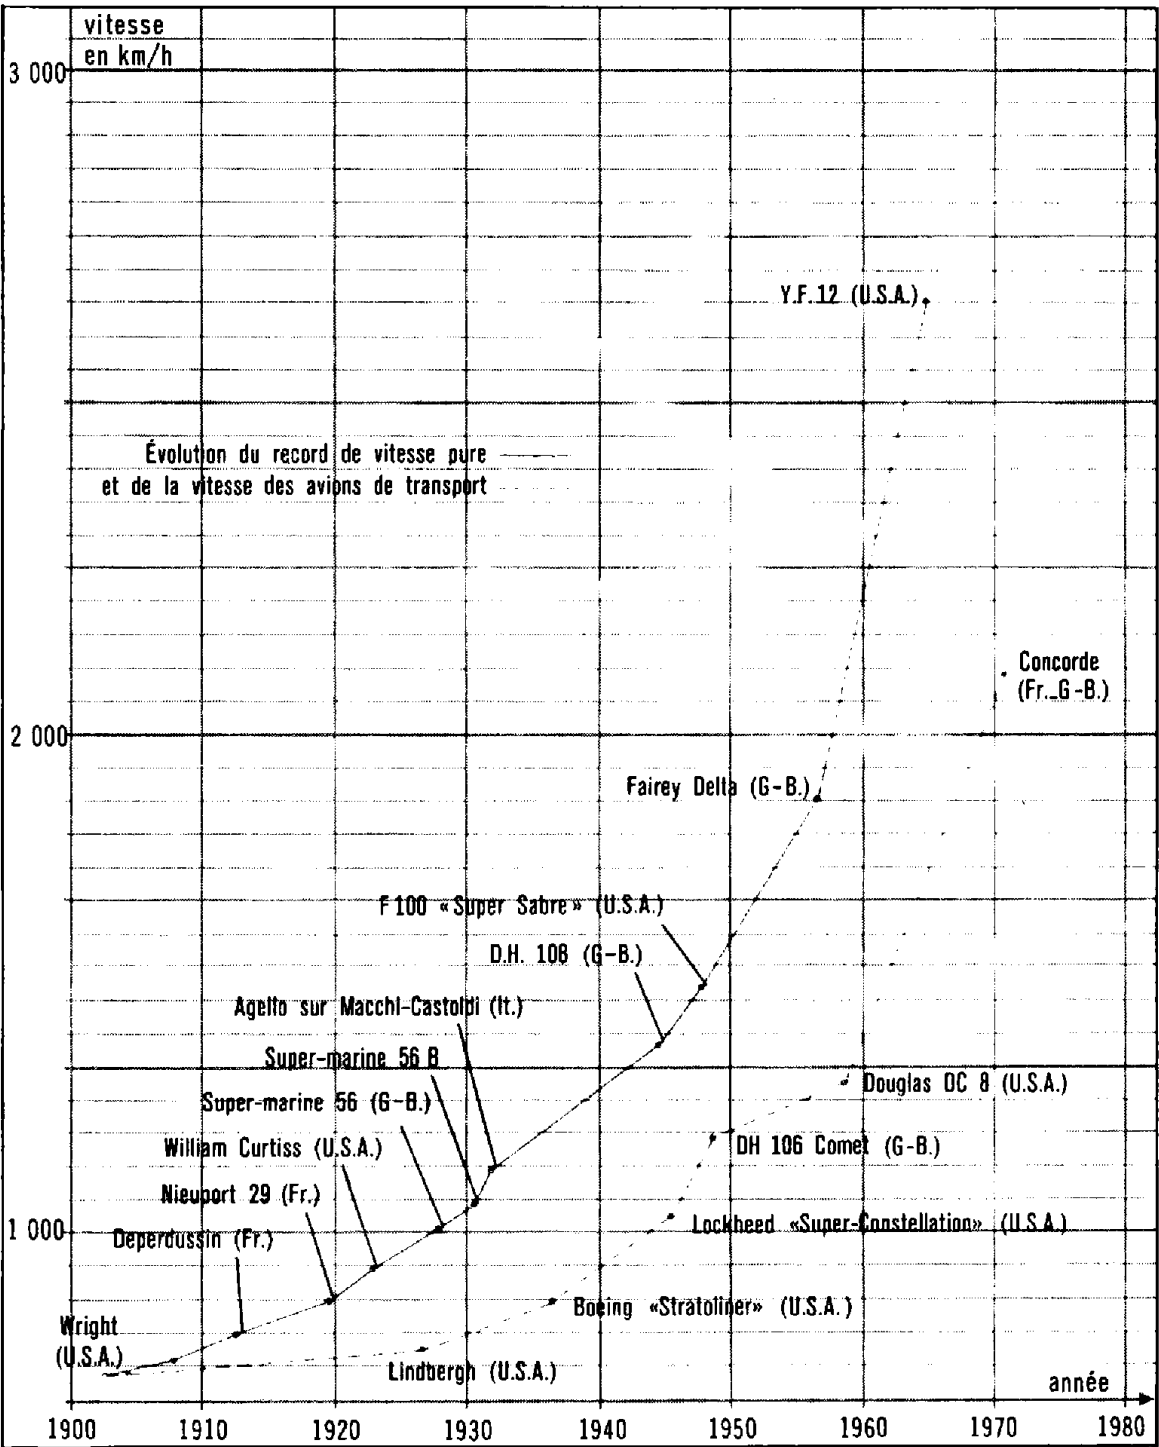 vitesse
en km/h
3 000
Y.F. 12 (U.S.A.)
Évolution du record de vitesse pure
et de la vitesse des avions de transport
Concorde
(Fr._G-B.)
2 000
Fairey Delta (G-B.)
F 100 «Super Sabre» (U.S.A.)
D.H. 108 (G-B.)
Agello sur Macchi-Castoldi (It.)
Super-marine 56 B
Douglas DC 8 (U.S.A.)
Super-marine 56 (G-B.)
William Curtiss (U.S.A.)
DH 106 Comet (G-B.)
Nieuport 29 (Fr.)
1 000
Lockheed «Super-Constellation» (U.S.A.)
Deperdussin (Fr.)
Boeing «Stratoliner» (U.S.A.)
Wright
(U.S.A.)
Lindbergh (U.S.A.)
année
1900 1910 1920 1930 1940 1950 1960 1970 1980